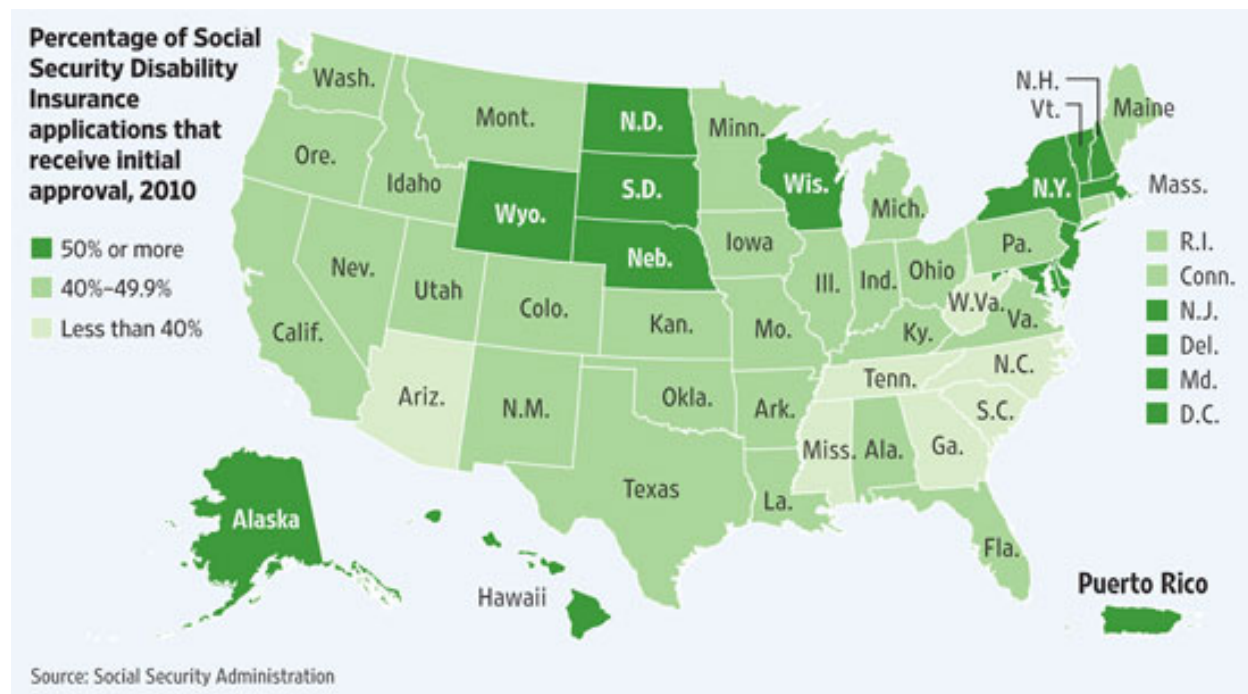 Percentage of Social
Security Disability
Insurance
applications that
receive initial
approval, 2010
50% or more
40%–49.9%
Less than 40%
Wash.
Ore.
Calif.
Nev.
Idaho
Mont.
Wyo.
Utah
Colo.
Ariz.
N.M.
N.D.
S.D.
Neb.
Kan.
Okla.
Texas
Minn.
Iowa
Mo.
Ark.
La.
Wis.
Ill.
Mich.
Ind.
Ohio
Ky.
Tenn.
Miss.
Ala.
Ga.
Fla.
S.C.
N.C.
Va.
W.Va.
Pa.
N.Y.
Vt.
N.H.
Maine
Mass.
R.I.
Conn.
N.J.
Del.
Md.
D.C.
Alaska
Hawaii
Puerto Rico
Source: Social Security Administration